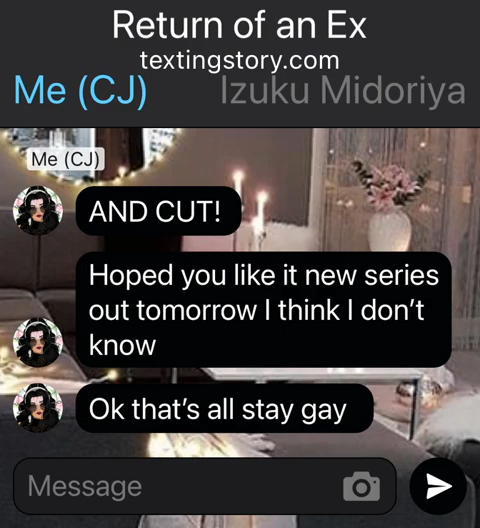 Return of an Ex
textingstory.com
Me (CJ) Izuku Midoriya
Me (CJ)
AND CUT!
Hoped you like it new series
out tomorrow I think I don't
know
Ok that's all stay gay
Message